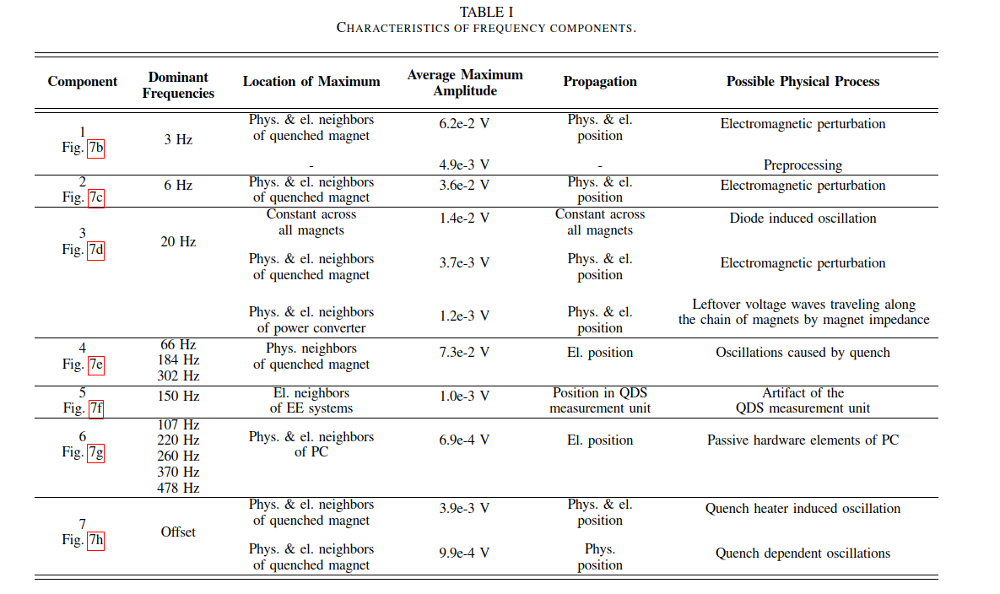 TABLE I
CHARACTERISTICS OF FREQUENCY COMPONENTS.
Component
Dominant
Frequencies
Location of Maximum
Average Maximum
Amplitude
Propagation
Possible Physical Process
1
Fig. 7b
3 Hz
Phys. & el. neighbors
of quenched magnet
6.2e-2 V
Phys. & el.
position
Electromagnetic perturbation
-
4.9e-3 V
-
Preprocessing
2
Fig. 7c
6 Hz
Phys. & el. neighbors
of quenched magnet
3.6e-2 V
Phys. & el.
position
Electromagnetic perturbation
3
Fig. 7d
20 Hz
Constant across
all magnets
1.4e-2 V
Constant across
all magnets
Diode induced oscillation
Phys. & el. neighbors
of quenched magnet
3.7e-3 V
Phys. & el.
position
Electromagnetic perturbation
Phys. & el. neighbors
of power converter
1.2e-3 V
Phys. & el.
position
Leftover voltage waves traveling along
the chain of magnets by magnet impedance
4
Fig. 7e
66 Hz
184 Hz
302 Hz
Phys. neighbors
of quenched magnet
7.3e-2 V
El. position
Oscillations caused by quench
5
Fig. 7f
150 Hz
El. neighbors
of EE systems
1.0e-3 V
Position in QDS
measurement unit
Artifact of the
QDS measurement unit
6
Fig. 7g
107 Hz
220 Hz
260 Hz
370 Hz
478 Hz
Phys. & el. neighbors
of PC
6.9e-4 V
El. position
Passive hardware elements of PC
7
Fig. 7h
Offset
Phys. & el. neighbors
of quenched magnet
3.9e-3 V
Phys. & el.
position
Quench heater induced oscillation
Phys. & el. neighbors
of quenched magnet
9.9e-4 V
Phys.
position
Quench dependent oscillations